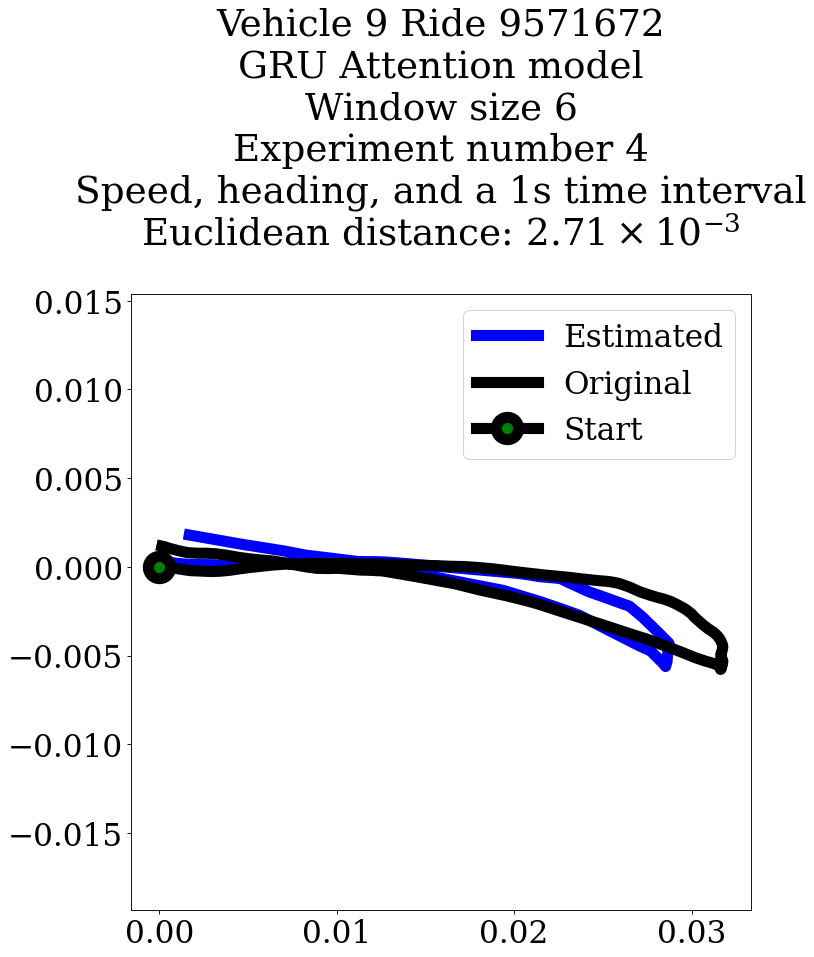 Vehicle 9 Ride 9571672
GRU Attention model
Window size 6
Experiment number 4
Speed, heading, and a 1s time interval
Euclidean distance: 2.71 × 10⁻³
0.015
0.010
0.005
0.000
−0.005
−0.010
−0.015
Estimated
Original
Start
0.00 0.01 0.02 0.03